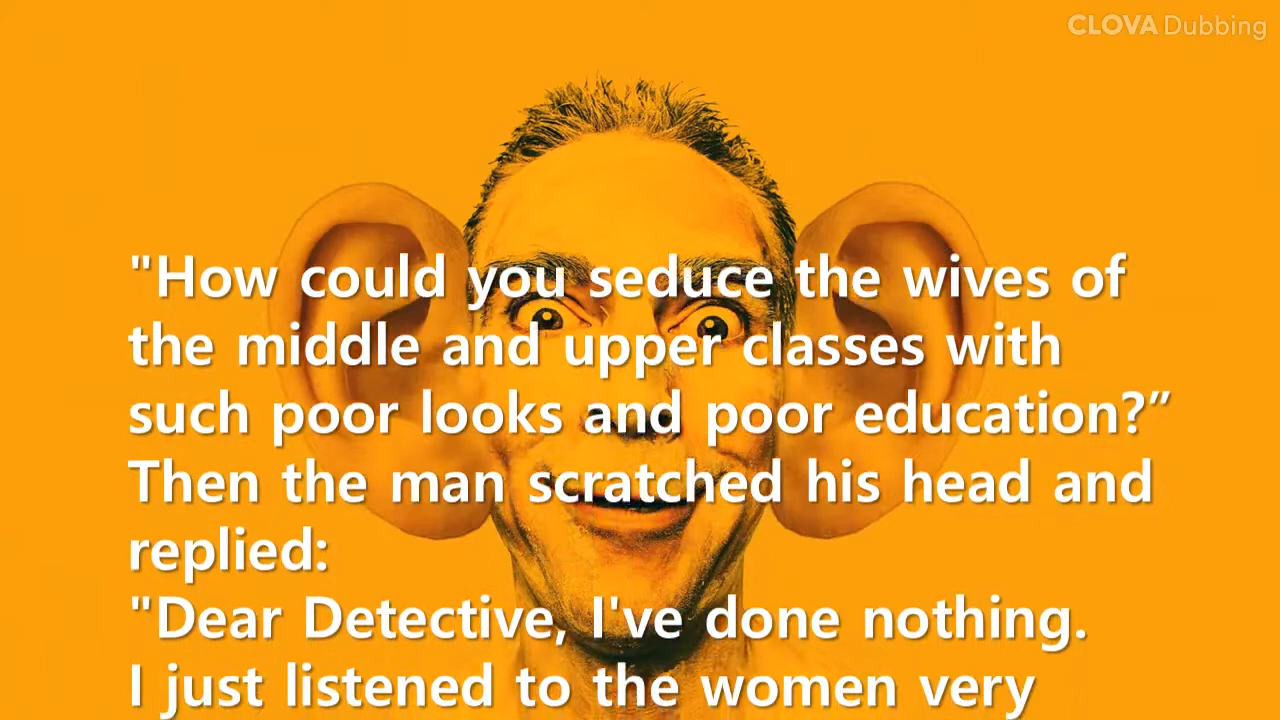 CLOVA Dubbing
"How could you seduce the wives of
the middle and upper classes with
such poor looks and poor education?”
Then the man scratched his head and
replied:
"Dear Detective, I've done nothing.
I just listened to the women very